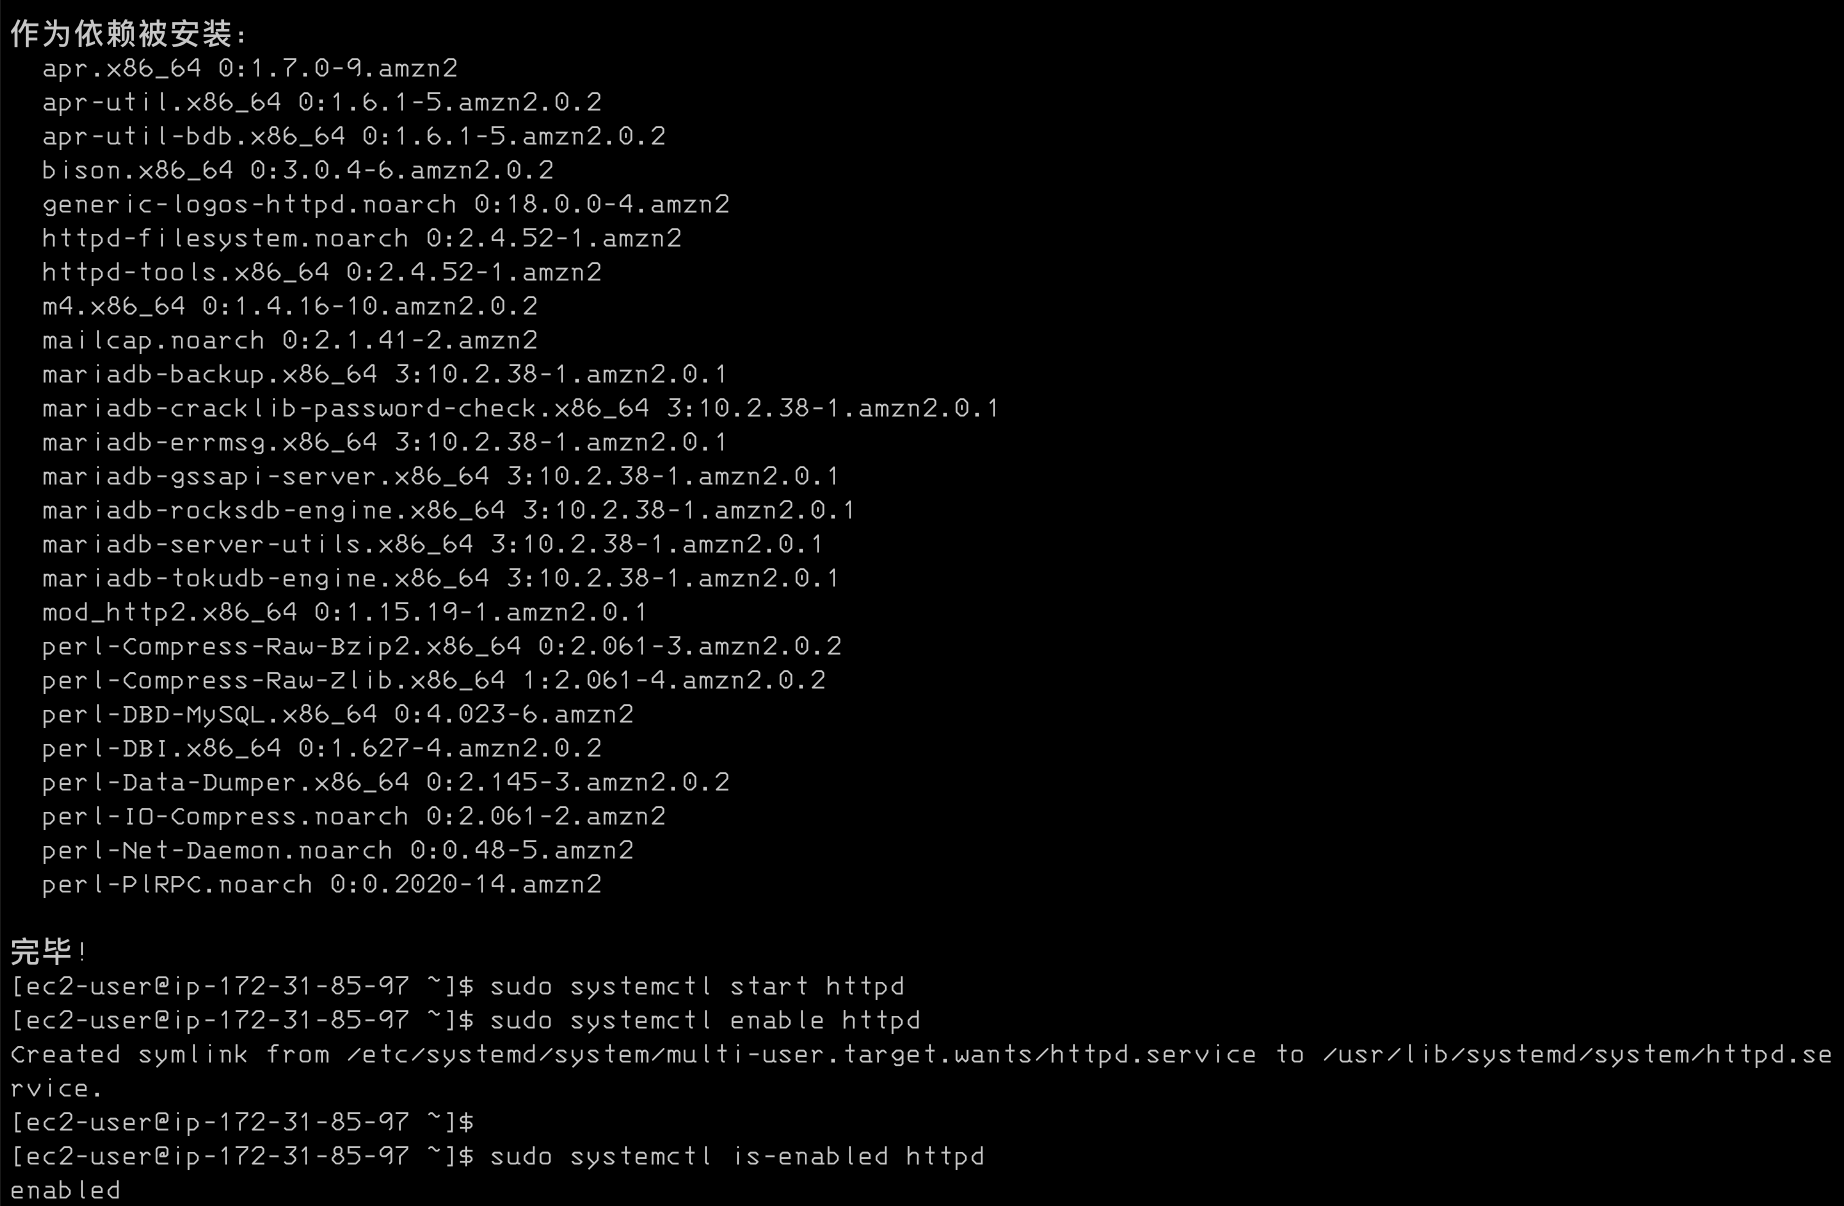 作为依赖被安装:
apr.x86_64 0:1.7.0-9.amzn2
apr-util.x86_64 0:1.6.1-5.amzn2.0.2
apr-util-bdb.x86_64 0:1.6.1-5.amzn2.0.2
bison.x86_64 0:3.0.4-6.amzn2.0.2
generic-logos-httpd.noarch 0:18.0.0-4.amzn2
httpd-filesystem.noarch 0:2.4.52-1.amzn2
httpd-tools.x86_64 0:2.4.52-1.amzn2
m4.x86_64 0:1.4.16-10.amzn2.0.2
mailcap.noarch 0:2.1.41-2.amzn2
mariadb-backup.x86_64 3:10.2.38-1.amzn2.0.1
mariadb-cracklib-password-check.x86_64 3:10.2.38-1.amzn2.0.1
mariadb-errmsg.x86_64 3:10.2.38-1.amzn2.0.1
mariadb-gssapi-server.x86_64 3:10.2.38-1.amzn2.0.1
mariadb-rocksdb-engine.x86_64 3:10.2.38-1.amzn2.0.1
mariadb-server-utils.x86_64 3:10.2.38-1.amzn2.0.1
mariadb-tokudb-engine.x86_64 3:10.2.38-1.amzn2.0.1
mod_http2.x86_64 0:1.15.19-1.amzn2.0.1
perl-Compress-Raw-Bzip2.x86_64 0:2.061-3.amzn2.0.2
perl-Compress-Raw-Zlib.x86_64 1:2.061-4.amzn2.0.2
perl-DBD-MySQL.x86_64 0:4.023-6.amzn2
perl-DBI.x86_64 0:1.627-4.amzn2.0.2
perl-Data-Dumper.x86_64 0:2.145-3.amzn2.0.2
perl-IO-Compress.noarch 0:2.061-2.amzn2
perl-Net-Daemon.noarch 0:0.48-5.amzn2
perl-PlRPC.noarch 0:0.2020-14.amzn2
完毕!
[ec2-user@ip-172-31-85-97 ~]$ sudo systemctl start httpd
[ec2-user@ip-172-31-85-97 ~]$ sudo systemctl enable httpd
Created symlink from /etc/systemd/system/multi-user.target.wants/httpd.service to /usr/lib/systemd/system/httpd.se
rvice.
[ec2-user@ip-172-31-85-97 ~]$
[ec2-user@ip-172-31-85-97 ~]$ sudo systemctl is-enabled httpd
enabled